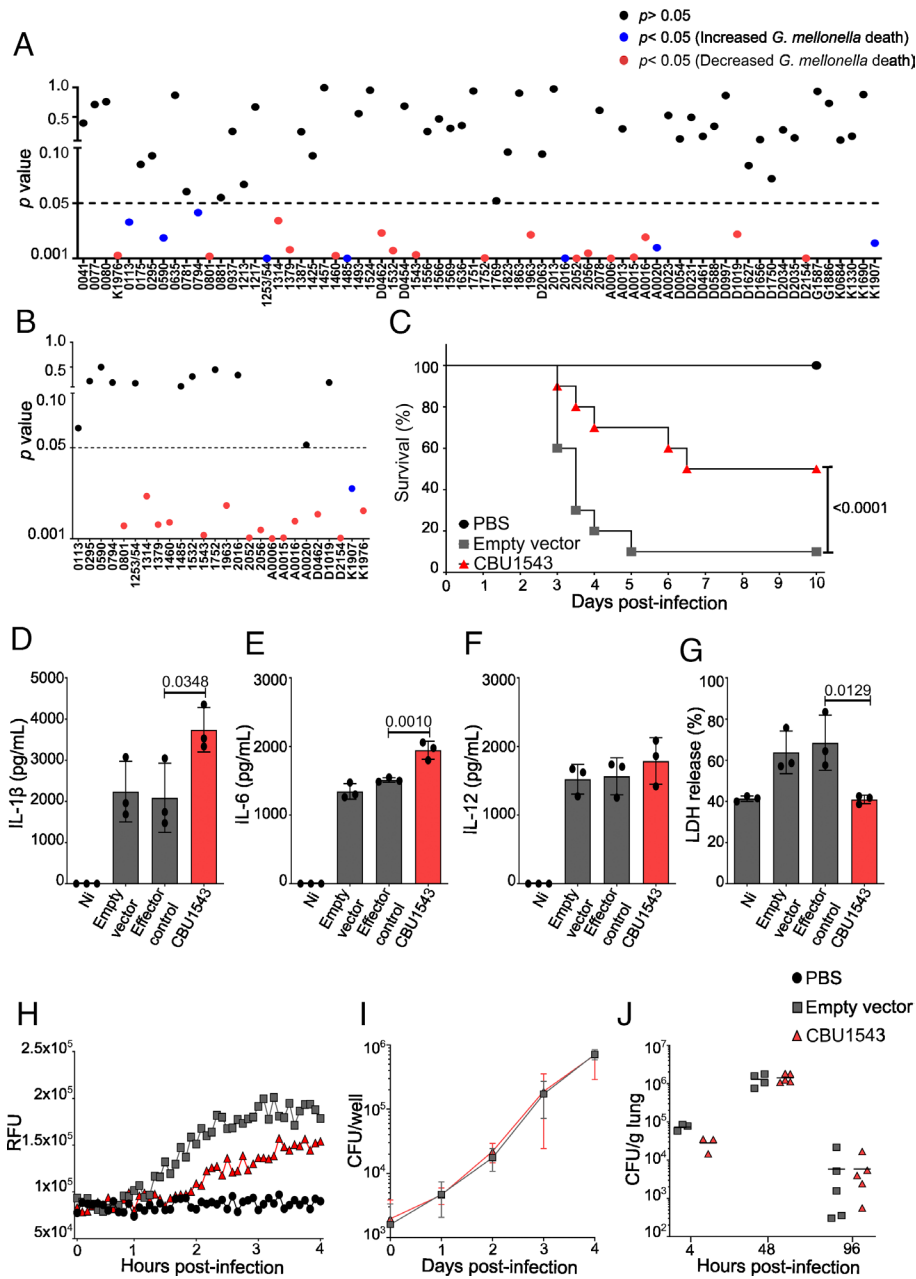 p> 0.05
p< 0.05 (Increased G. mellonella death)
p< 0.05 (Decreased G. mellonella death)
A
p value
1.0
0.5
0.10
0.05
0.001
0041 0077 0080 K1976 0113 0175 0295 0590 0635 0781 0794 0801 0881 0937 1213 1217 1253/54 1314 1379 1387 1425 1457 1460 1485 1493 1524 D0462 1532 D0454 1543 1556 1566 1569 1636 1751 1752 1769 1823 1863 1963 D2063 2013 2016 2052 2056 2078 A0006 A0013 A0015 A0016 A0020 A0023 D0054 D0231 D0461 D0588 D0997 D1019 D1627 D1656 D1750 D2034 D2035 D2154 G1587 G1886 K0684 K1330 K1690 K1907
B
p value
1.0
0.5
0.10
0.05
0.001
0113 0295 0590 0794 0801 1253/54 1314 1379 1460 1485 1532 1543 1752 1963 2016 2052 2056 A0006 A0015 A0016 A0020 D0462 D1019 D2154 K1907 K1976
C
Survival (%)
100
80
60
40
20
0 0 1 2 3 4 5 6 7 8 9 10
Days post-infection
PBS
Empty vector
CBU1543
<0.0001
D
IL-1β (pg/mL)
5000
4000
3000
2000
1000
0
0.0348
Ni
Empty vector
Effector control
CBU1543
E
IL-6 (pg/mL)
3000
2000
1000
0
0.0010
Ni
Empty vector
Effector control
CBU1543
F
IL-12 (pg/mL)
3000
2000
1000
0
Ni
Empty vector
Effector control
CBU1543
G
LDH release (%)
100
80
60
40
20
0
0.0129
Ni
Empty vector
Effector control
CBU1543
PBS
Empty vector
CBU1543
H
RFU
2.5x10⁵
2x10⁵
1.5x10⁵
1x10⁵
5x10⁴
0 1 2 3 4
Hours post-infection
I
CFU/well
10⁶
10⁵
10⁴
10³
0 1 2 3 4
Days post-infection
J
CFU/g lung
10⁷
10⁶
10⁵
10⁴
10³
10²
4 48 96
Hours post-infection